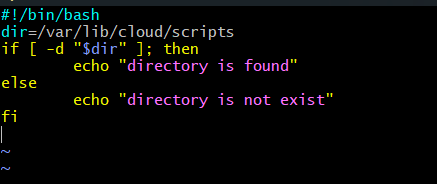 #!/bin/bash
dir=/var/lib/cloud/scripts
if [ -d "$dir" ]; then
        echo "directory is found"
else
        echo "directory is not exist"
fi
~
~